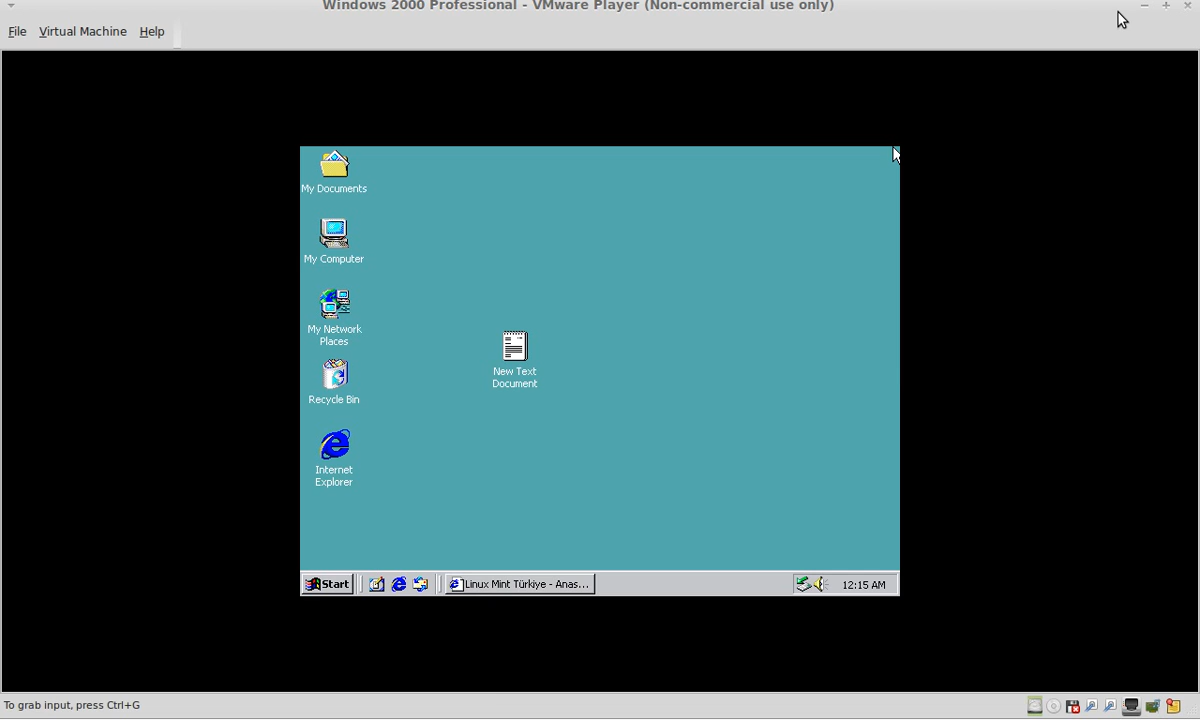 Windows 2000 Professional - VMware Player (Non-commercial use only)
File Virtual Machine Help
My Documents
My Computer
My Network
Places
Recycle Bin
Internet
Explorer
New Text
Document
Start
Linux Mint Türkiye - Anas...
12:15 AM
To grab input, press Ctrl+G